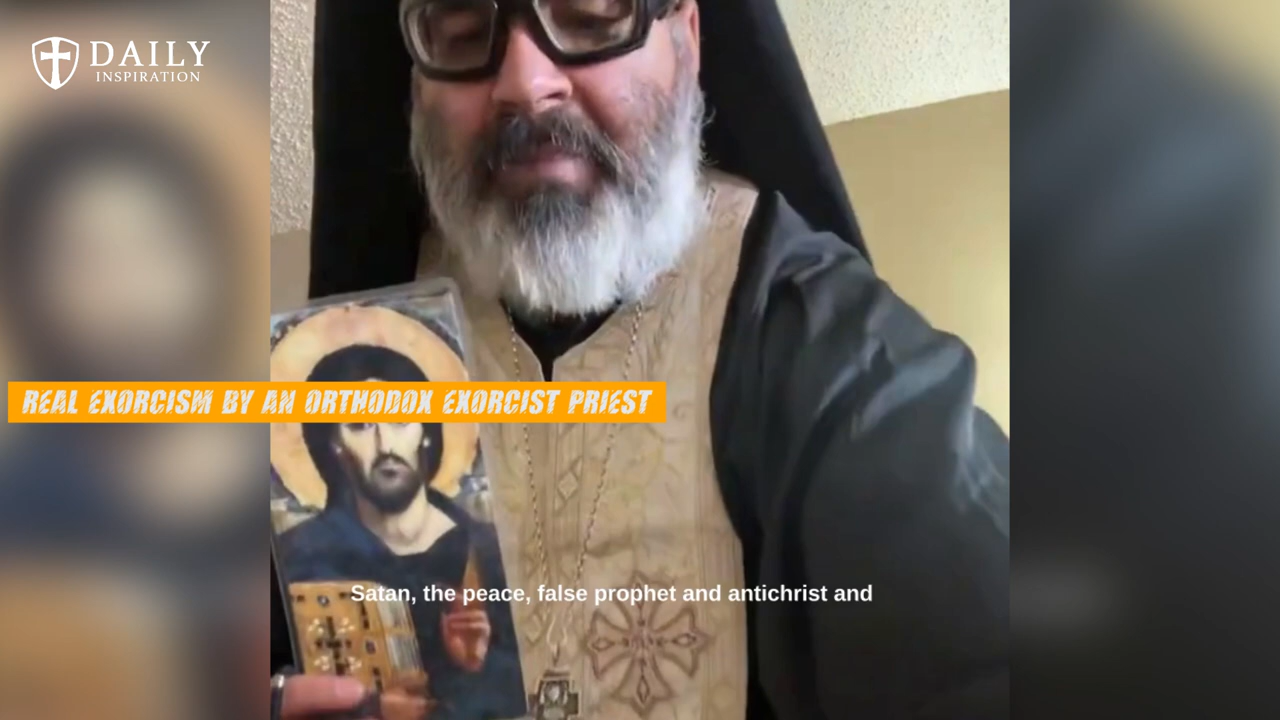 DAILY
INSPIRATION
REAL EXORCISM BY AN ORTHODOX EXORCIST PRIEST
Satan, the peace, false prophet and antichrist and